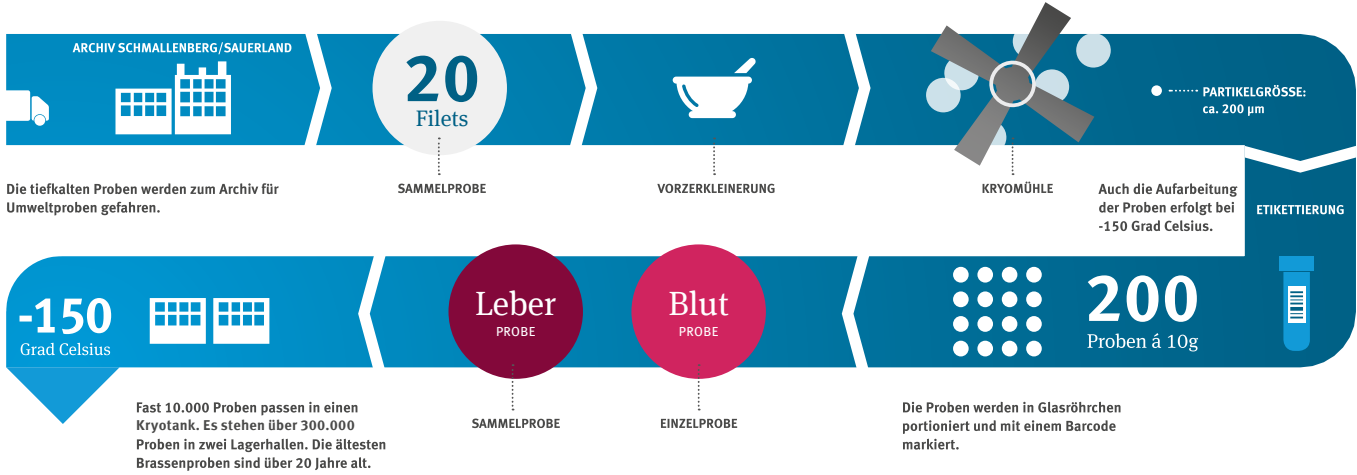 ARCHIV SCHMALLENBERG/SAUERLAND
20
Filets
PARTIKELGRÖSSE:
ca. 200 µm
Die tiefkalten Proben werden zum Archiv für
Umweltproben gefahren.
SAMMELPROBE
VORZERKLEINERUNG
KRYOMÜHLE
Auch die Aufarbeitung
der Proben erfolgt bei
-150 Grad Celsius.
ETIKETTIERUNG
200
Proben á 10g
Die Proben werden in Glasröhrchen
portioniert und mit einem Barcode
markiert.
Blut
PROBE
EINZELPROBE
Leber
PROBE
SAMMELPROBE
-150
Grad Celsius
Fast 10.000 Proben passen in einen
Kryotank. Es stehen über 300.000
Proben in zwei Lagerhallen. Die ältesten
Brassenproben sind über 20 Jahre alt.